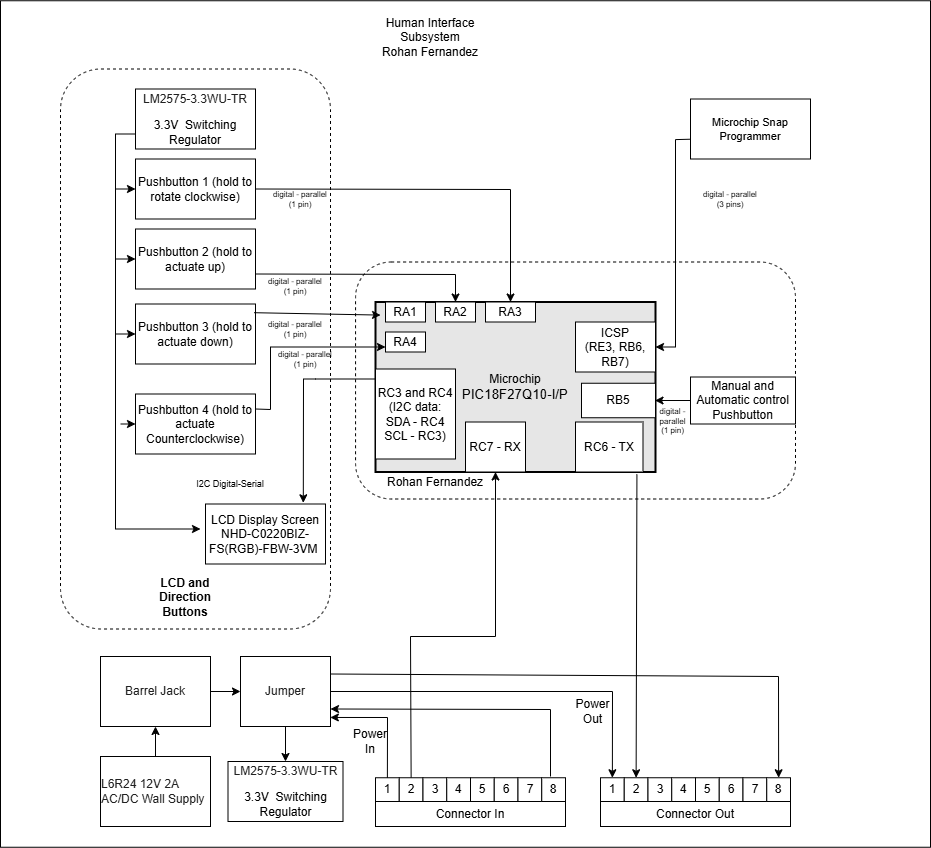 Human Interface
Subsystem
Rohan Fernandez
LM2575-3.3WU-TR
3.3V Switching
Regulator
Microchip Snap
Programmer
Pushbutton 1 (hold to
rotate clockwise)
digital - parallel
(1 pin)
digital - parallel
(3 pins)
Pushbutton 2 (hold to
actuate up)
digital - parallel
(1 pin)
Pushbutton 3 (hold to
actuate down)
digital - parallel
(1 pin)
digital - parallel
(1 pin)
Pushbutton 4 (hold to
actuate
Counterclockwise)
RA1
RA2
RA3
RA4
ICSP
(RE3, RB6,
RB7)
Microchip
PIC18F27Q10-I/P
RC3 and RC4
(I2C data:
SDA - RC4
SCL - RC3)
RB5
Manual and
Automatic control
Pushbutton
digital -
parallel
(1 pin)
RC7 - RX
RC6 - TX
Rohan Fernandez
I2C Digital-Serial
LCD Display Screen
NHD-C0220BIZ-
FS(RGB)-FBW-3VM
LCD and
Direction
Buttons
Barrel Jack
Jumper
Power
Out
Power
In
L6R24 12V 2A
AC/DC Wall Supply
LM2575-3.3WU-TR
3.3V Switching
Regulator
1 2 3 4 5 6 7 8
Connector In
1 2 3 4 5 6 7 8
Connector Out